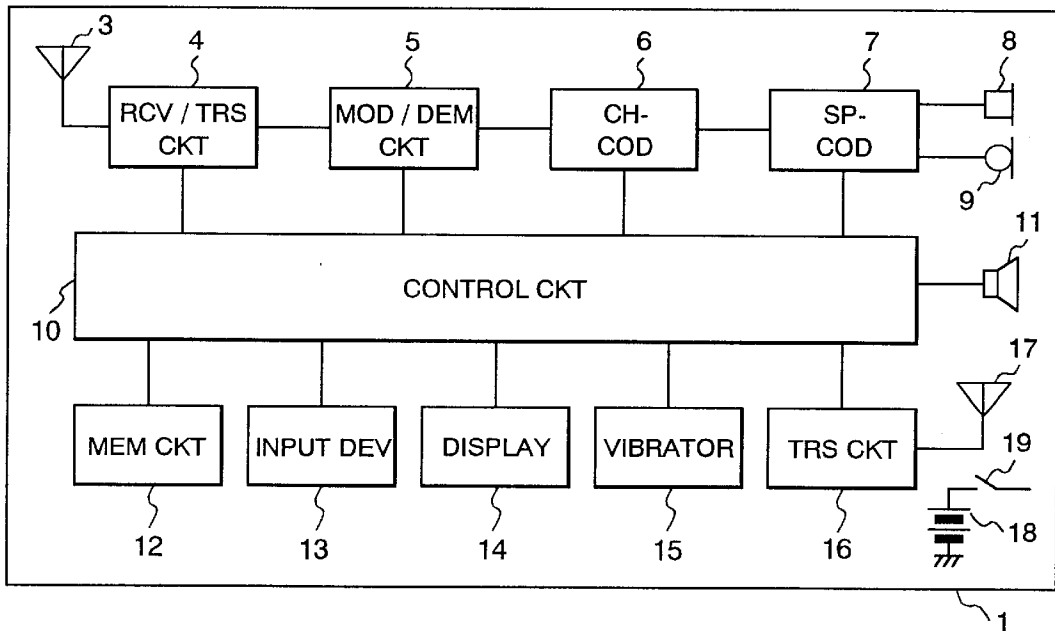 3
4
5
6
7
8
RCV / TRS
CKT
MOD / DEM
CKT
CH-
COD
SP-
COD
9
11
CONTROL CKT
10
17
MEM CKT
INPUT DEV
DISPLAY
VIBRATOR
TRS CKT
19
18
12
13
14
15
16
1